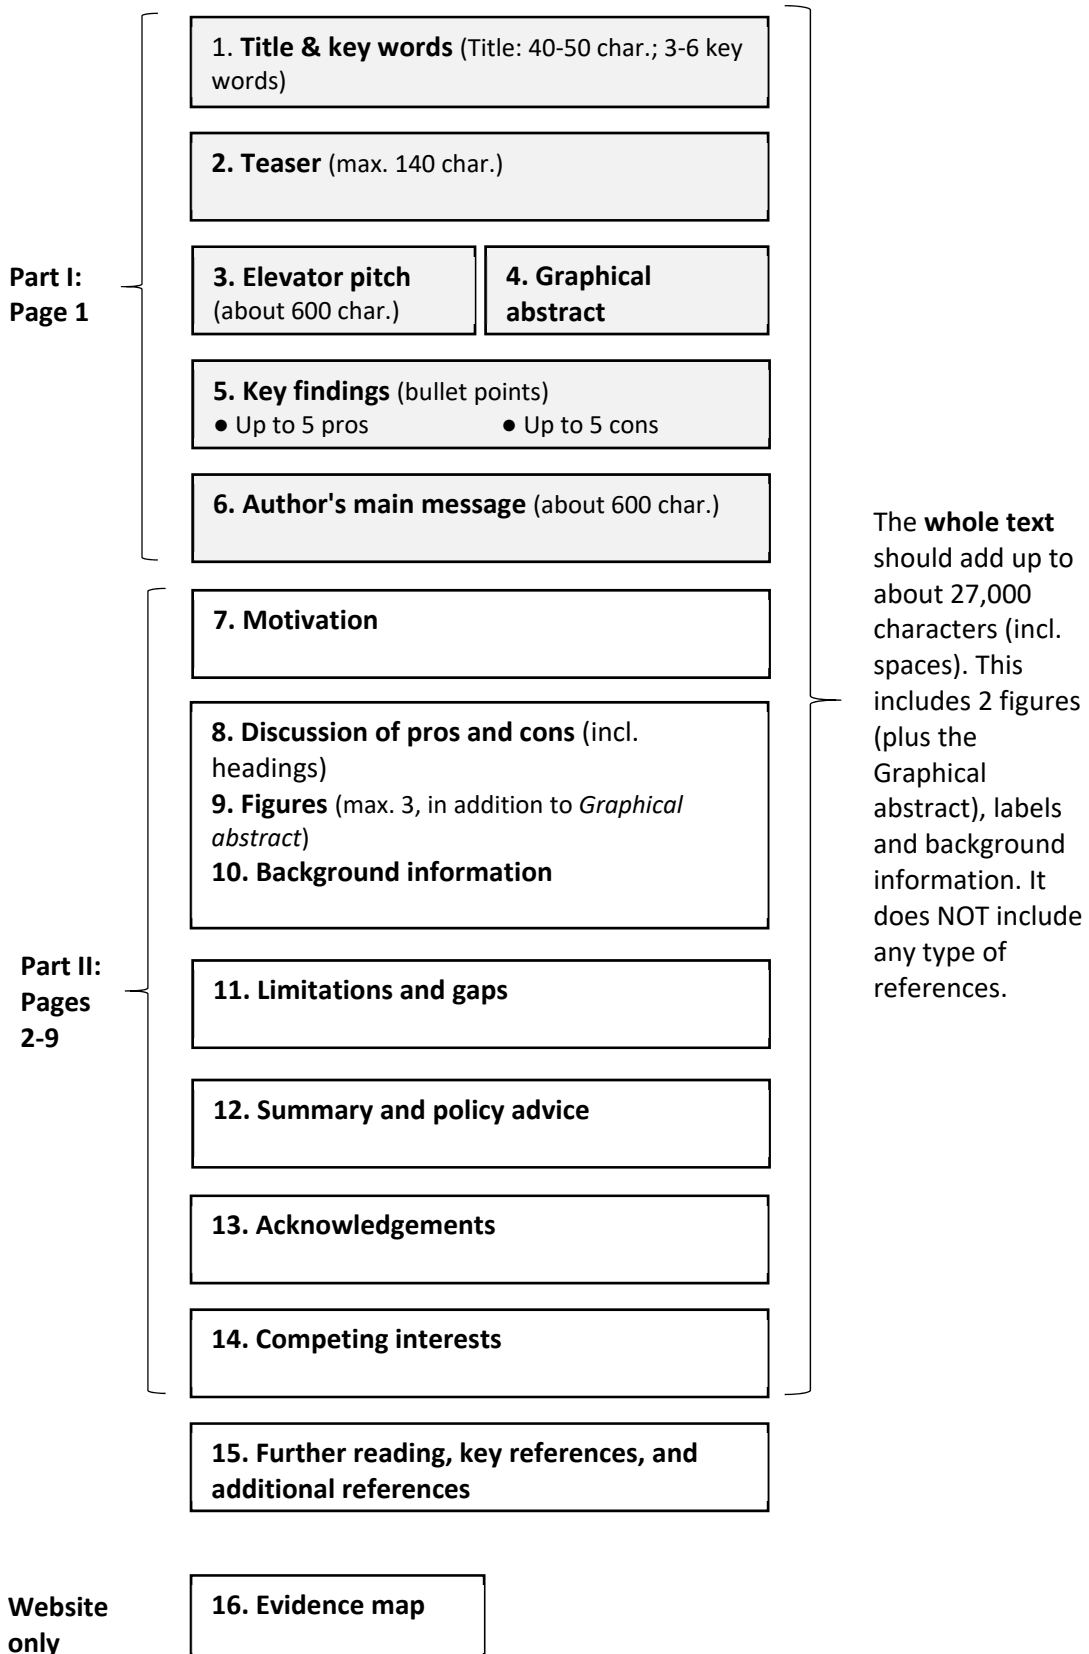 1. Title & key words (Title: 40-50 char.; 3-6 key
words)
2. Teaser (max. 140 char.)
Part I:
Page 1
3. Elevator pitch
(about 600 char.)
4. Graphical
abstract
5. Key findings (bullet points)
● Up to 5 pros ● Up to 5 cons
6. Author's main message (about 600 char.)
The whole text
should add up to
about 27,000
characters (incl.
spaces). This
includes 2 figures
(plus the
Graphical
abstract), labels
and background
information. It
does NOT include
any type of
references.
7. Motivation
8. Discussion of pros and cons (incl.
headings)
9. Figures (max. 3, in addition to Graphical
abstract)
10. Background information
Part II:
Pages
2-9
11. Limitations and gaps
12. Summary and policy advice
13. Acknowledgements
14. Competing interests
15. Further reading, key references, and
additional references
Website
only
16. Evidence map